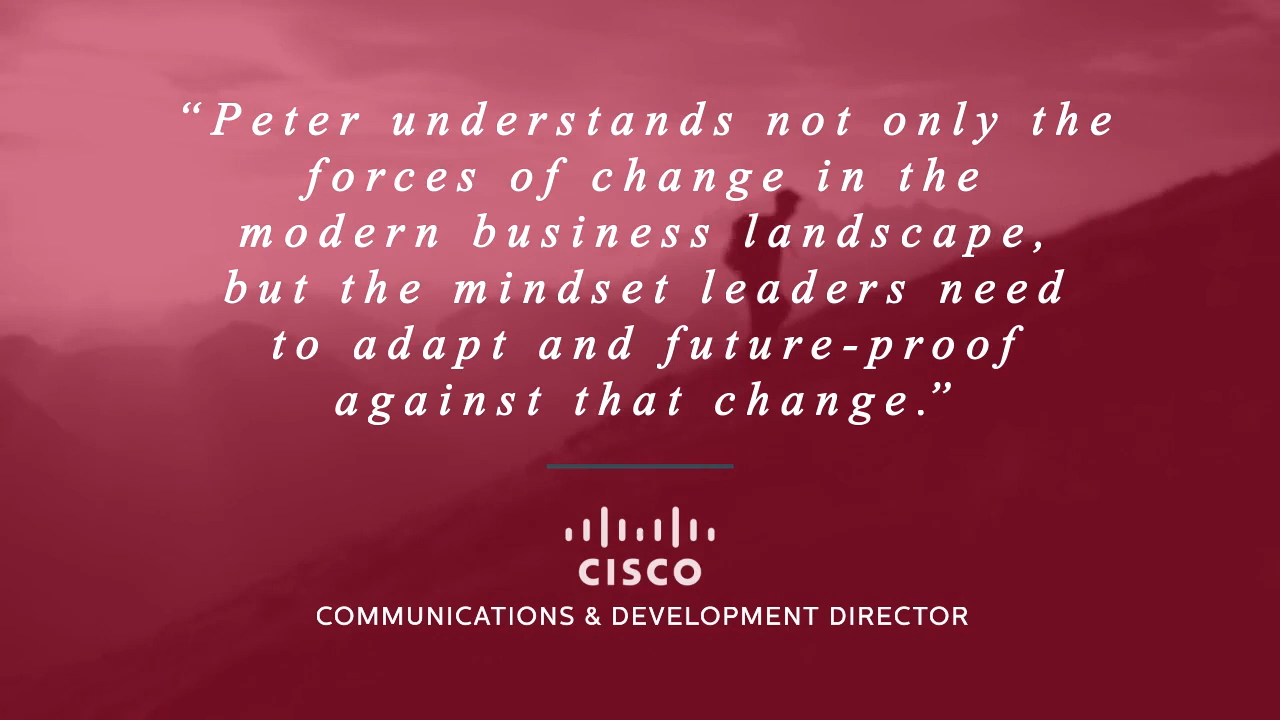 “Peter understands not only the
forces of change in the
modern business landscape,
but the mindset leaders need
to adapt and future-proof
against that change.”
CISCO
COMMUNICATIONS & DEVELOPMENT DIRECTOR